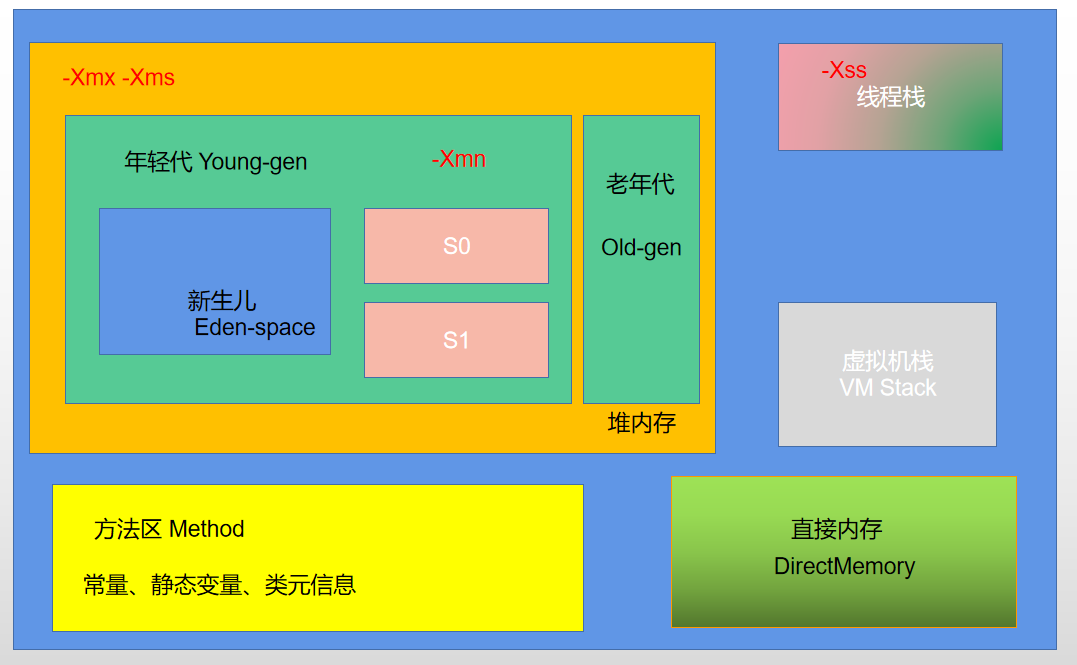 -Xmx -Xms
年轻代 Young-gen
-Xmn
新生儿
Eden-space
S0
S1
老年代
Old-gen
堆内存
-Xss
线程栈
虚拟机栈
VM Stack
方法区 Method
常量、静态变量、类元信息
直接内存
DirectMemory